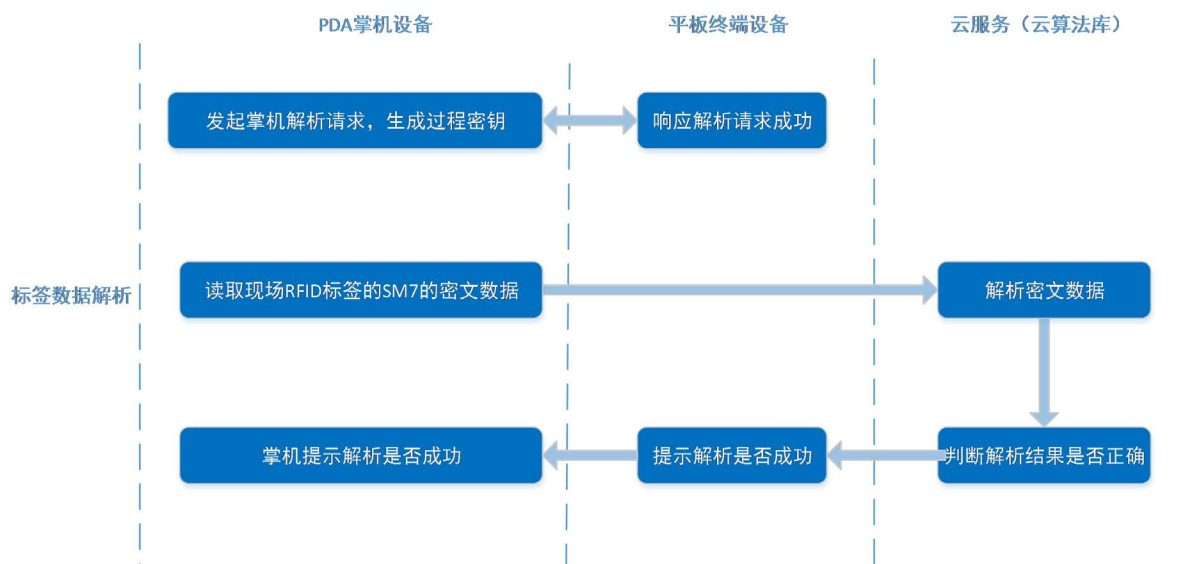 PDA掌机设备
平板终端设备
云服务（云算法库）
发起掌机解析请求，生成过程密钥
响应解析请求成功
标签数据解析
读取现场RFID标签的SM7的密文数据
解析密文数据
掌机提示解析是否成功
提示解析是否成功
判断解析结果是否正确